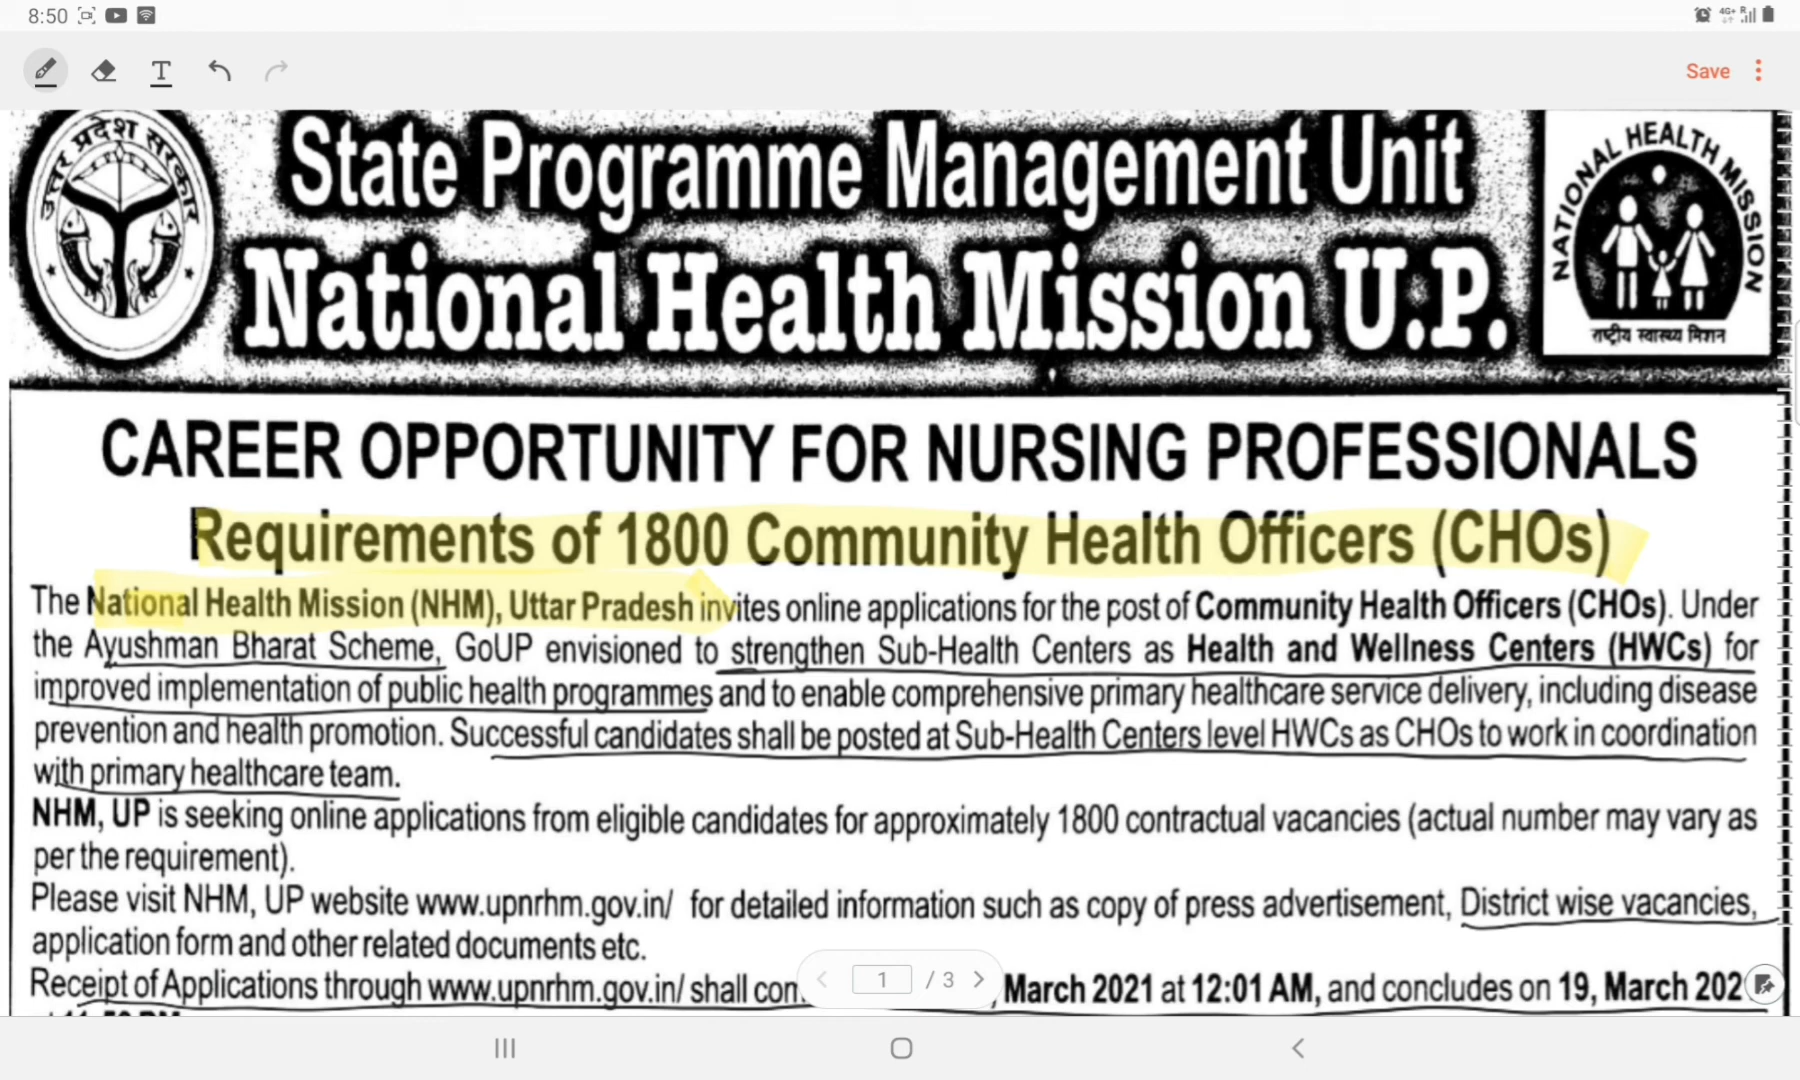 8:50
4G+ R
T
Save
उत्तर प्रदेश सरकार
State Programme Management Unit
National Health Mission U.P.
NATIONAL HEALTH MISSION
राष्ट्रीय स्वास्थ्य मिशन
CAREER OPPORTUNITY FOR NURSING PROFESSIONALS
Requirements of 1800 Community Health Officers (CHOs)
The National Health Mission (NHM), Uttar Pradesh invites online applications for the post of Community Health Officers (CHOs). Under
the Ayushman Bharat Scheme, GoUP envisioned to strengthen Sub-Health Centers as Health and Wellness Centers (HWCs) for
improved implementation of public health programmes and to enable comprehensive primary healthcare service delivery, including disease
prevention and health promotion. Successful candidates shall be posted at Sub-Health Centers level HWCs as CHOs to work in coordination
with primary healthcare team.
NHM, UP is seeking online applications from eligible candidates for approximately 1800 contractual vacancies (actual number may vary as
per the requirement).
Please visit NHM, UP website www.upnrhm.gov.in/ for detailed information such as copy of press advertisement, District wise vacancies,
application form and other related documents etc.
Receipt of Applications through www.upnrhm.gov.in/ shall com March 2021 at 12:01 AM, and concludes on 19, March 202
1 / 3